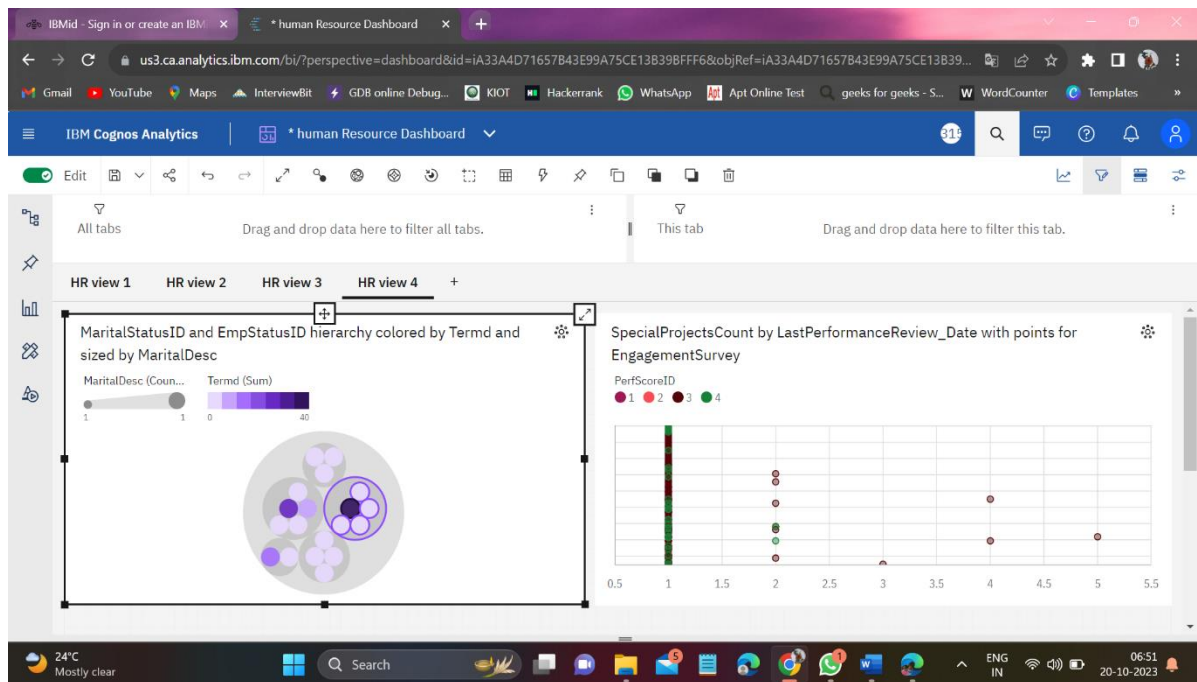 IBMid - Sign in or create an IBM
* human Resource Dashboard
us3.ca.analytics.ibm.com/bi/?perspective=dashboard&id=iA33A4D71657B43E99A75CE13B39BFFF6&objRef=iA33A4D71657B43E99A75CE13B39...
Gmail YouTube Maps InterviewBit GDB online Debug... KIOT Hackerrank WhatsApp Apt Apt Online Test geeks for geeks - S... W WordCounter Templates »
IBM Cognos Analytics * human Resource Dashboard
Edit
All tabs Drag and drop data here to filter all tabs. This tab Drag and drop data here to filter this tab.
HR view 1 HR view 2 HR view 3 HR view 4 +
MaritalStatusID and EmpStatusID hierarchy colored by Termd and
sized by MaritalDesc
MaritalDesc (Coun... Termd (Sum)
1 1 0 40
SpecialProjectsCount by LastPerformanceReview_Date with points for
EngagementSurvey
PerfScoreID
1 2 3 4
0.5 1 1.5 2 2.5 3 3.5 4 4.5 5 5.5
24°C
Mostly clear
Search
5
1
ENG
IN
06:51
20-10-2023